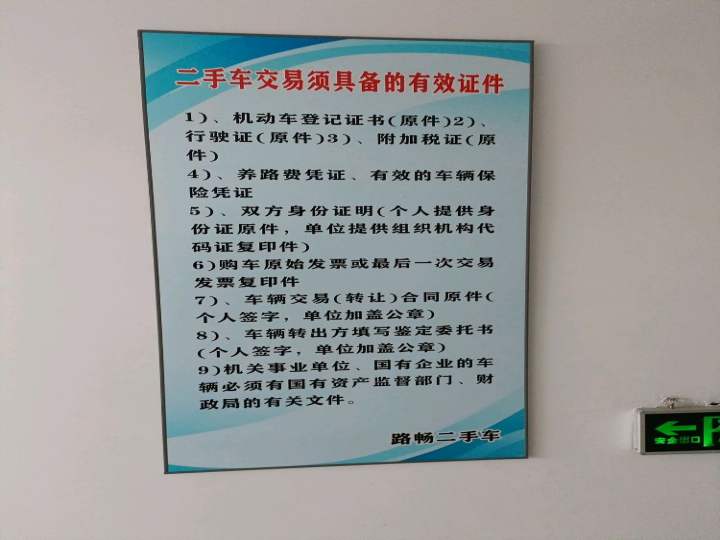 二手车交易须具备的有效证件
1)、机动车登记证书(原件)2)、
行驶证(原件)3)、附加税证(原
件)
4)、养路费凭证、有效的车辆保
险凭证
5)、双方身份证明(个人提供身
份证原件，单位提供组织机构代
码证复印件)
6)购车原始发票或最后一次交易
发票复印件
7)、车辆交易(转让)合同原件(
个人签字，单位加盖公章)
8)、车辆转出方填写鉴定委托书
(个人签字，单位加盖公章)
9)机关事业单位、国有企业的车
辆必须有国有资产监督部门、财
政局的有关文件。
路畅二手车
安全出口